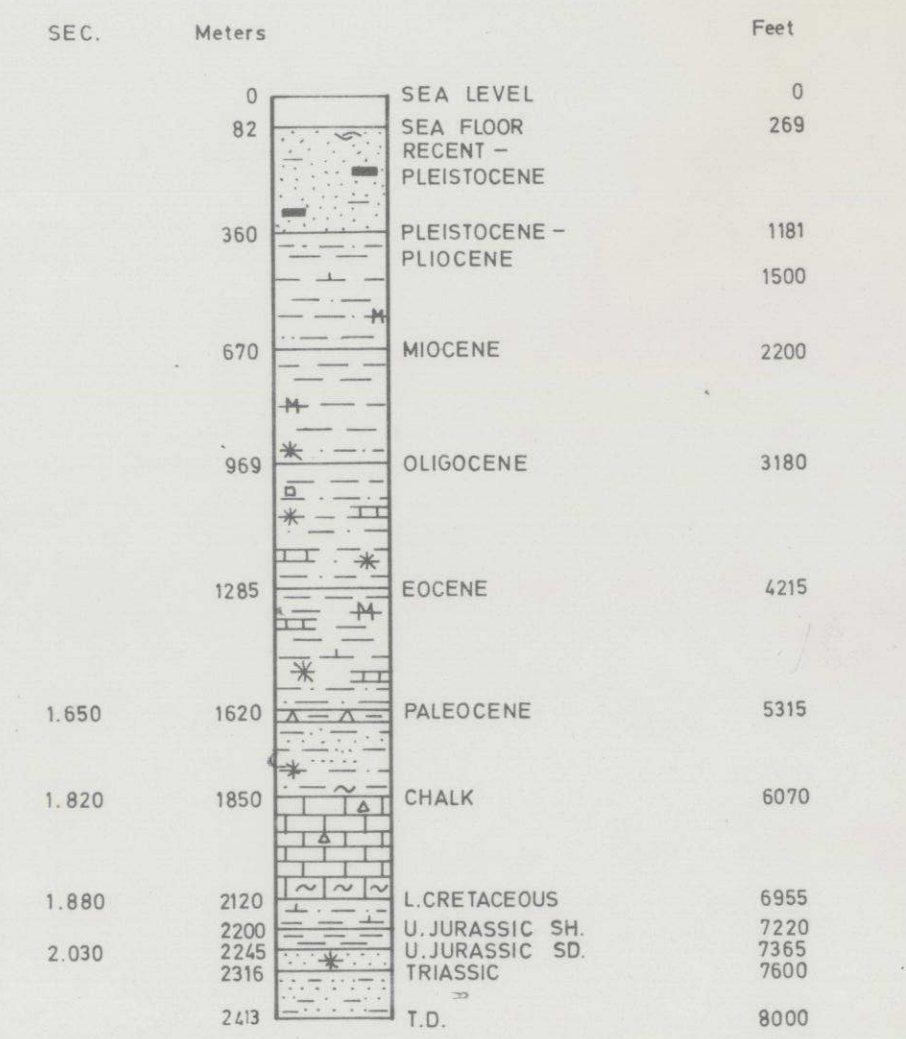 SEC. Meters Feet
0 SEA LEVEL 0
82 SEA FLOOR 269
RECENT –
PLEISTOCENE
360 PLEISTOCENE – 1181
PLIOCENE
1500
M
670 MIOCENE 2200
M
969 OLIGOCENE 3180
1285 EOCENE 4215
M
1.650 1620 PALEOCENE 5315
1.820 1850 CHALK 6070
1.880 2120 L.CRETACEOUS 6955
2200 U.JURASSIC SH. 7220
2.030 2245 U.JURASSIC SD. 7365
2316 TRIASSIC 7600
2413 T.D. 8000